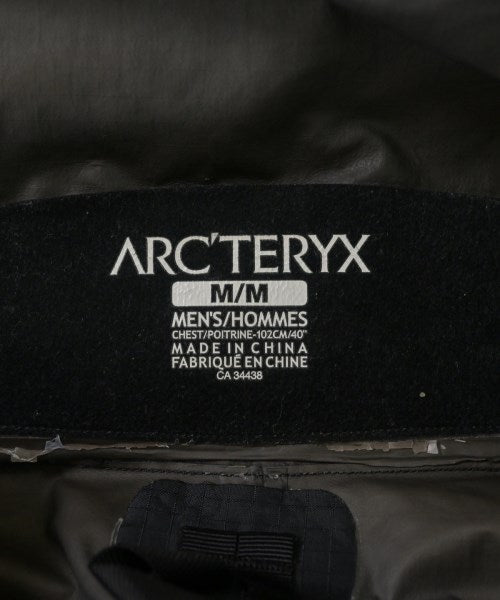 ARC'TERYX
M/M
MEN'S/HOMMES
CHEST/POITRINE-102CM/40"
MADE IN CHINA
FABRIQUÉ EN CHINE
CA 34438